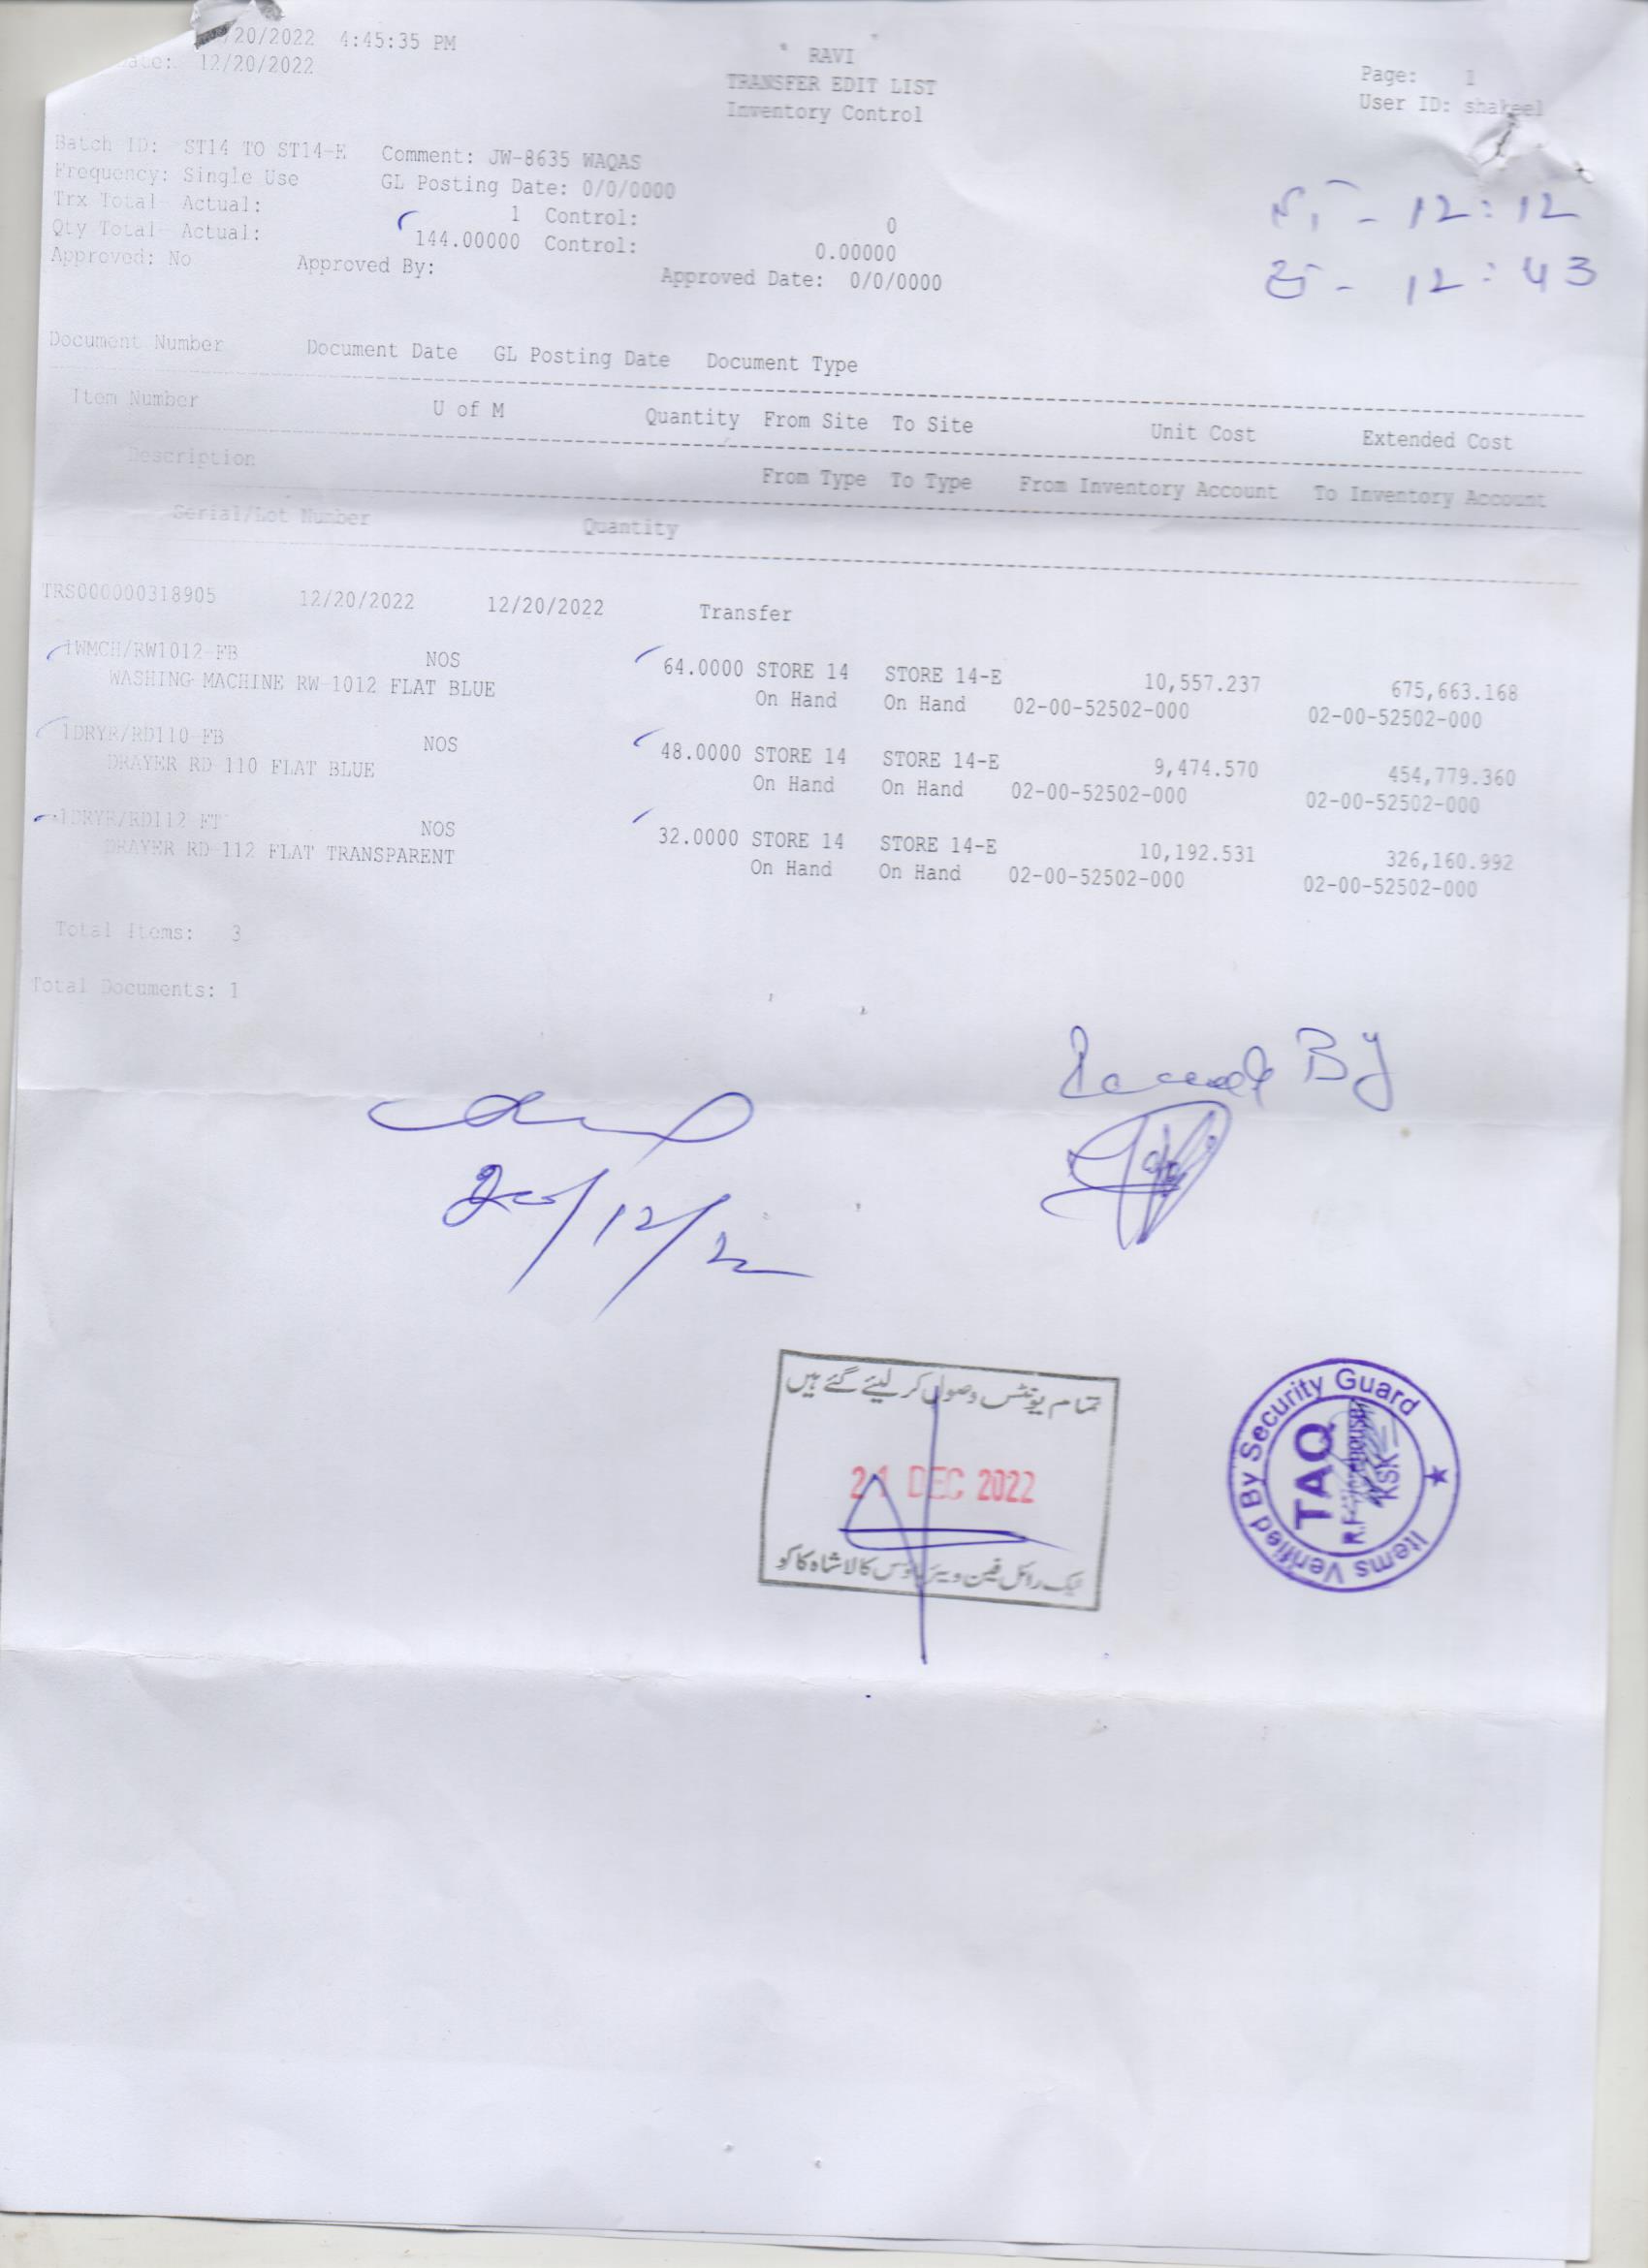 /20/2022 4:45:35 PM
12/20/2022
RAVI
TRANSFER EDIT LIST
Inventory Control
Page: 1
User ID: shakeel
Batch ID: ST14 TO ST14-E Comment: JW-8635 WAQAS
Frequency: Single Use GL Posting Date: 0/0/0000
Trx Total Actual: 1 Control: 0
Qty Total Actual: 144.00000 Control: 0.00000
Approved: No Approved By: Approved Date: 0/0/0000
12:12
12:43
Document Number Document Date GL Posting Date Document Type
Item Number U of M Quantity From Site To Site Unit Cost Extended Cost
Description From Type To Type From Inventory Account To Inventory Account
Serial/Lot Number Quantity
TRS000000318905 12/20/2022 12/20/2022 Transfer
1WMCH/RW1012-FB NOS 64.0000 STORE 14 STORE 14-E 10,557.237 675,663.168
WASHING MACHINE RW-1012 FLAT BLUE On Hand On Hand 02-00-52502-000 02-00-52502-000
1DRYR/RD110-FB NOS 48.0000 STORE 14 STORE 14-E 9,474.570 454,779.360
DRAYER RD 110 FLAT BLUE On Hand On Hand 02-00-52502-000 02-00-52502-000
1DRYR/RD112-FT NOS 32.0000 STORE 14 STORE 14-E 10,192.531 326,160.992
DRAYER RD-112 FLAT TRANSPARENT On Hand On Hand 02-00-52502-000 02-00-52502-000
Total Items: 3
Total Documents: 1
By
20/12/22
تمام یونٹس وصول کر لیئے گئے ہیں
21 DEC 2022
ٹیک رائل فین ویئر ہاؤس کالا شاہ کاکو
Items Verified By Security Guard
TAQ
R.F Warehouse
KSK